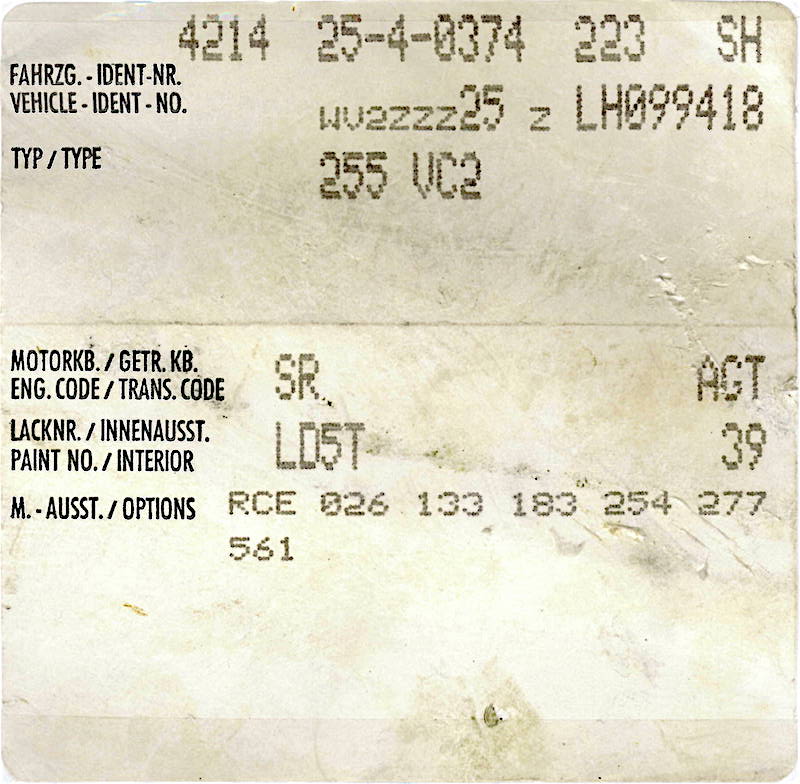 4214 25-4-0374 223 SH
FAHRZG. - IDENT-NR.
VEHICLE - IDENT - NO. WV2ZZZ25 Z LH099418
TYP / TYPE 255 VC2
MOTORKB. / GETR. KB.
ENG. CODE / TRANS. CODE SR AGT
LACKNR. / INNENAUSST.
PAINT NO. / INTERIOR LD5T 39
M. - AUSST. / OPTIONS RCE 026 133 183 254 277
561